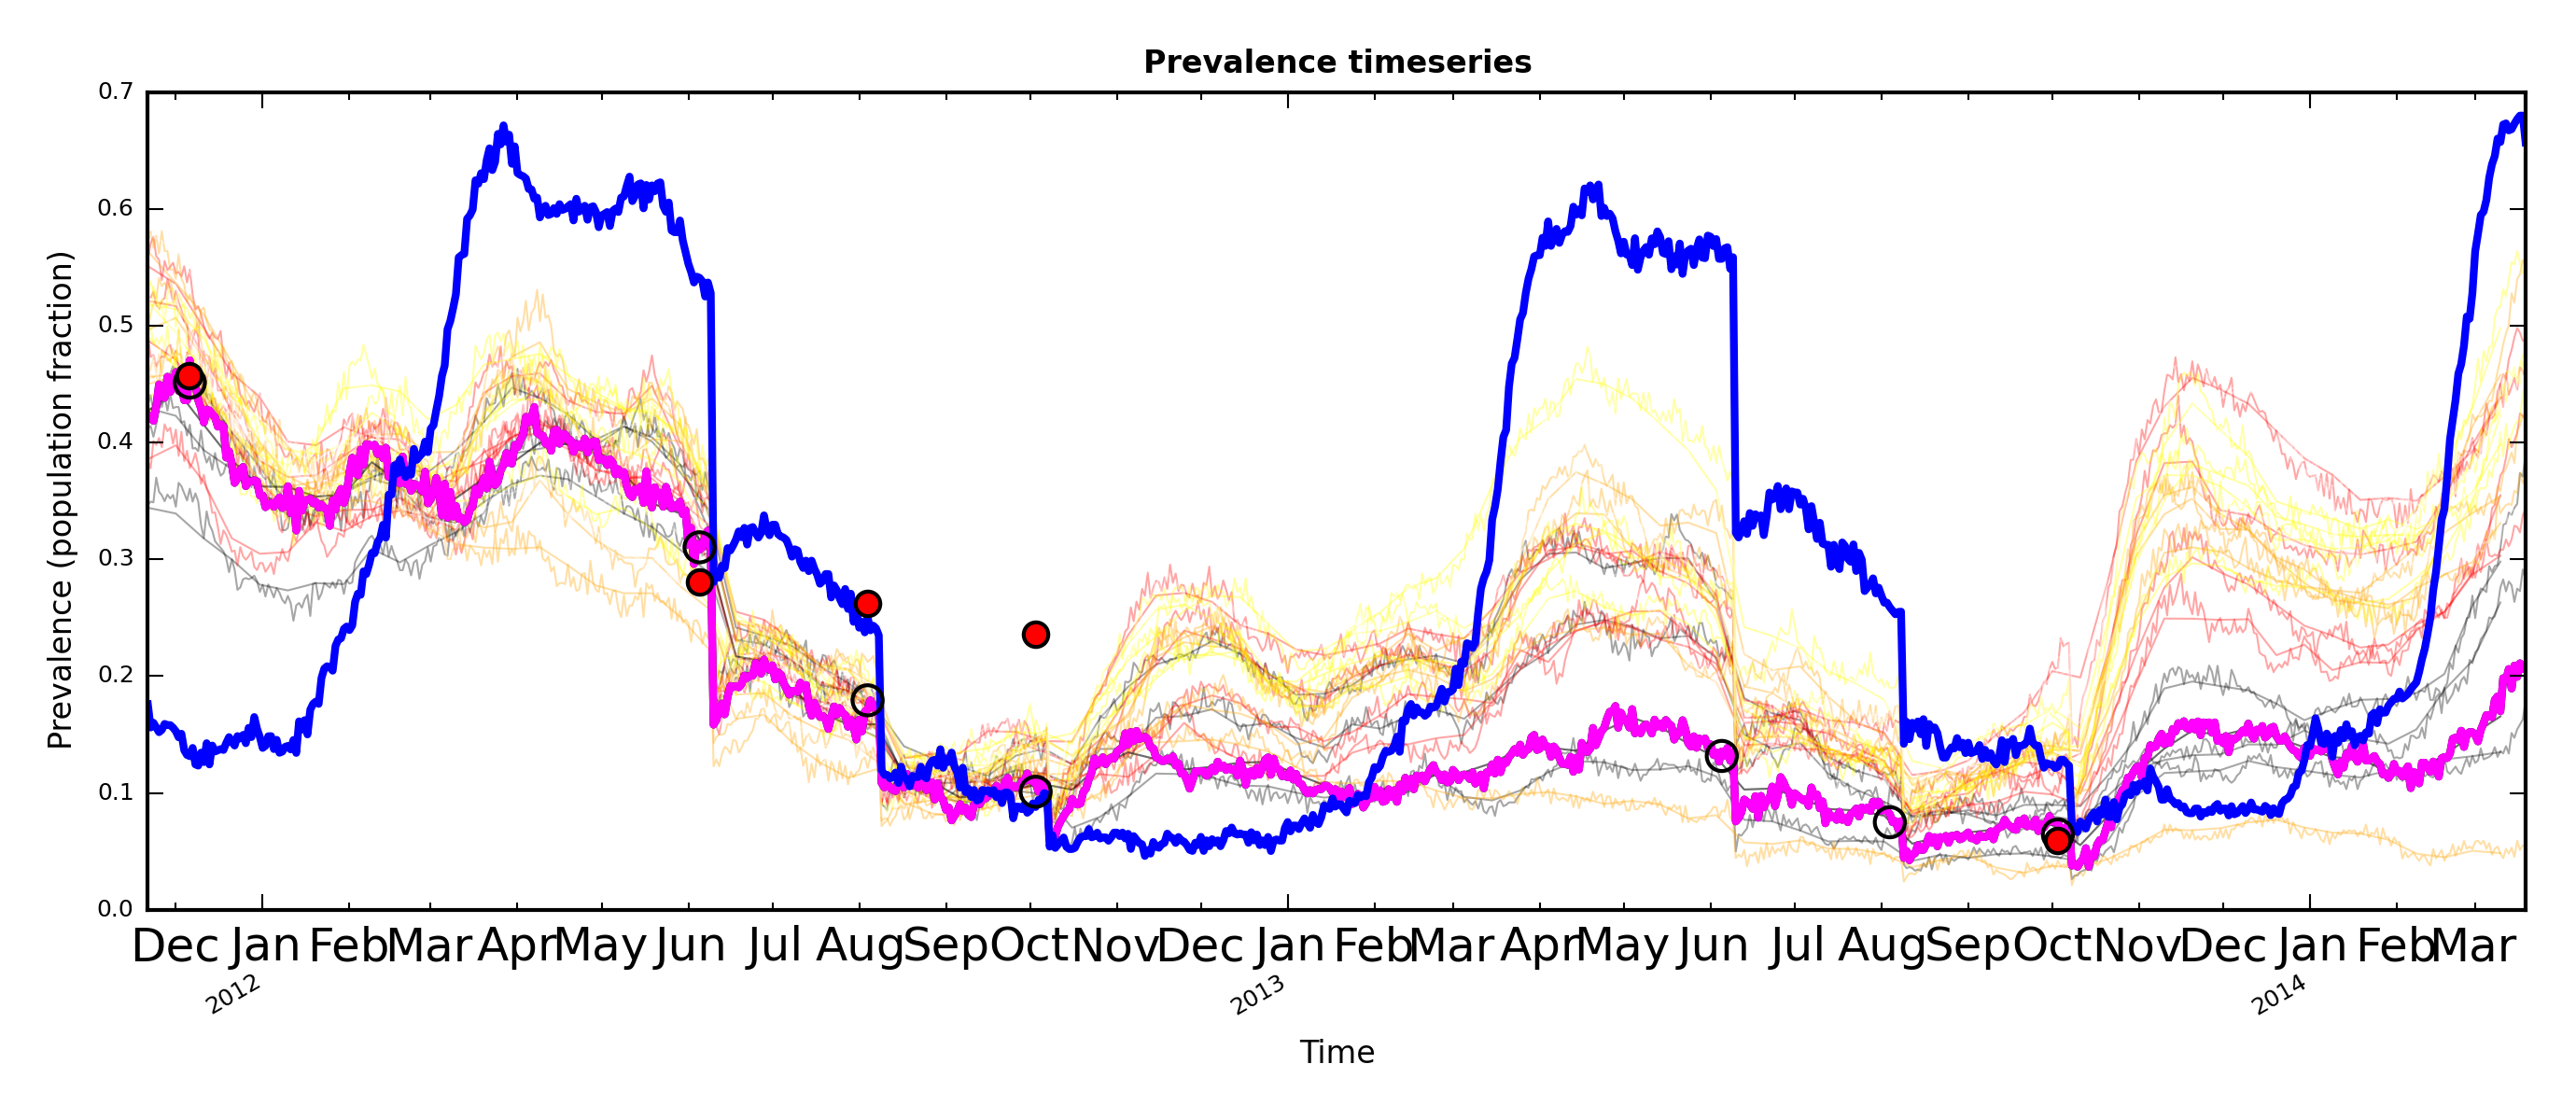 Prevalence timeseries
0.7
0.6
0.5
0.4
0.3
0.2
0.1
0.0
Prevalence (population fraction)
Dec Jan Feb Mar Apr May Jun Jul Aug Sep Oct Nov Dec Jan Feb Mar Apr May Jun Jul Aug Sep Oct Nov Dec Jan Feb Mar
2012 2013 2014
Time